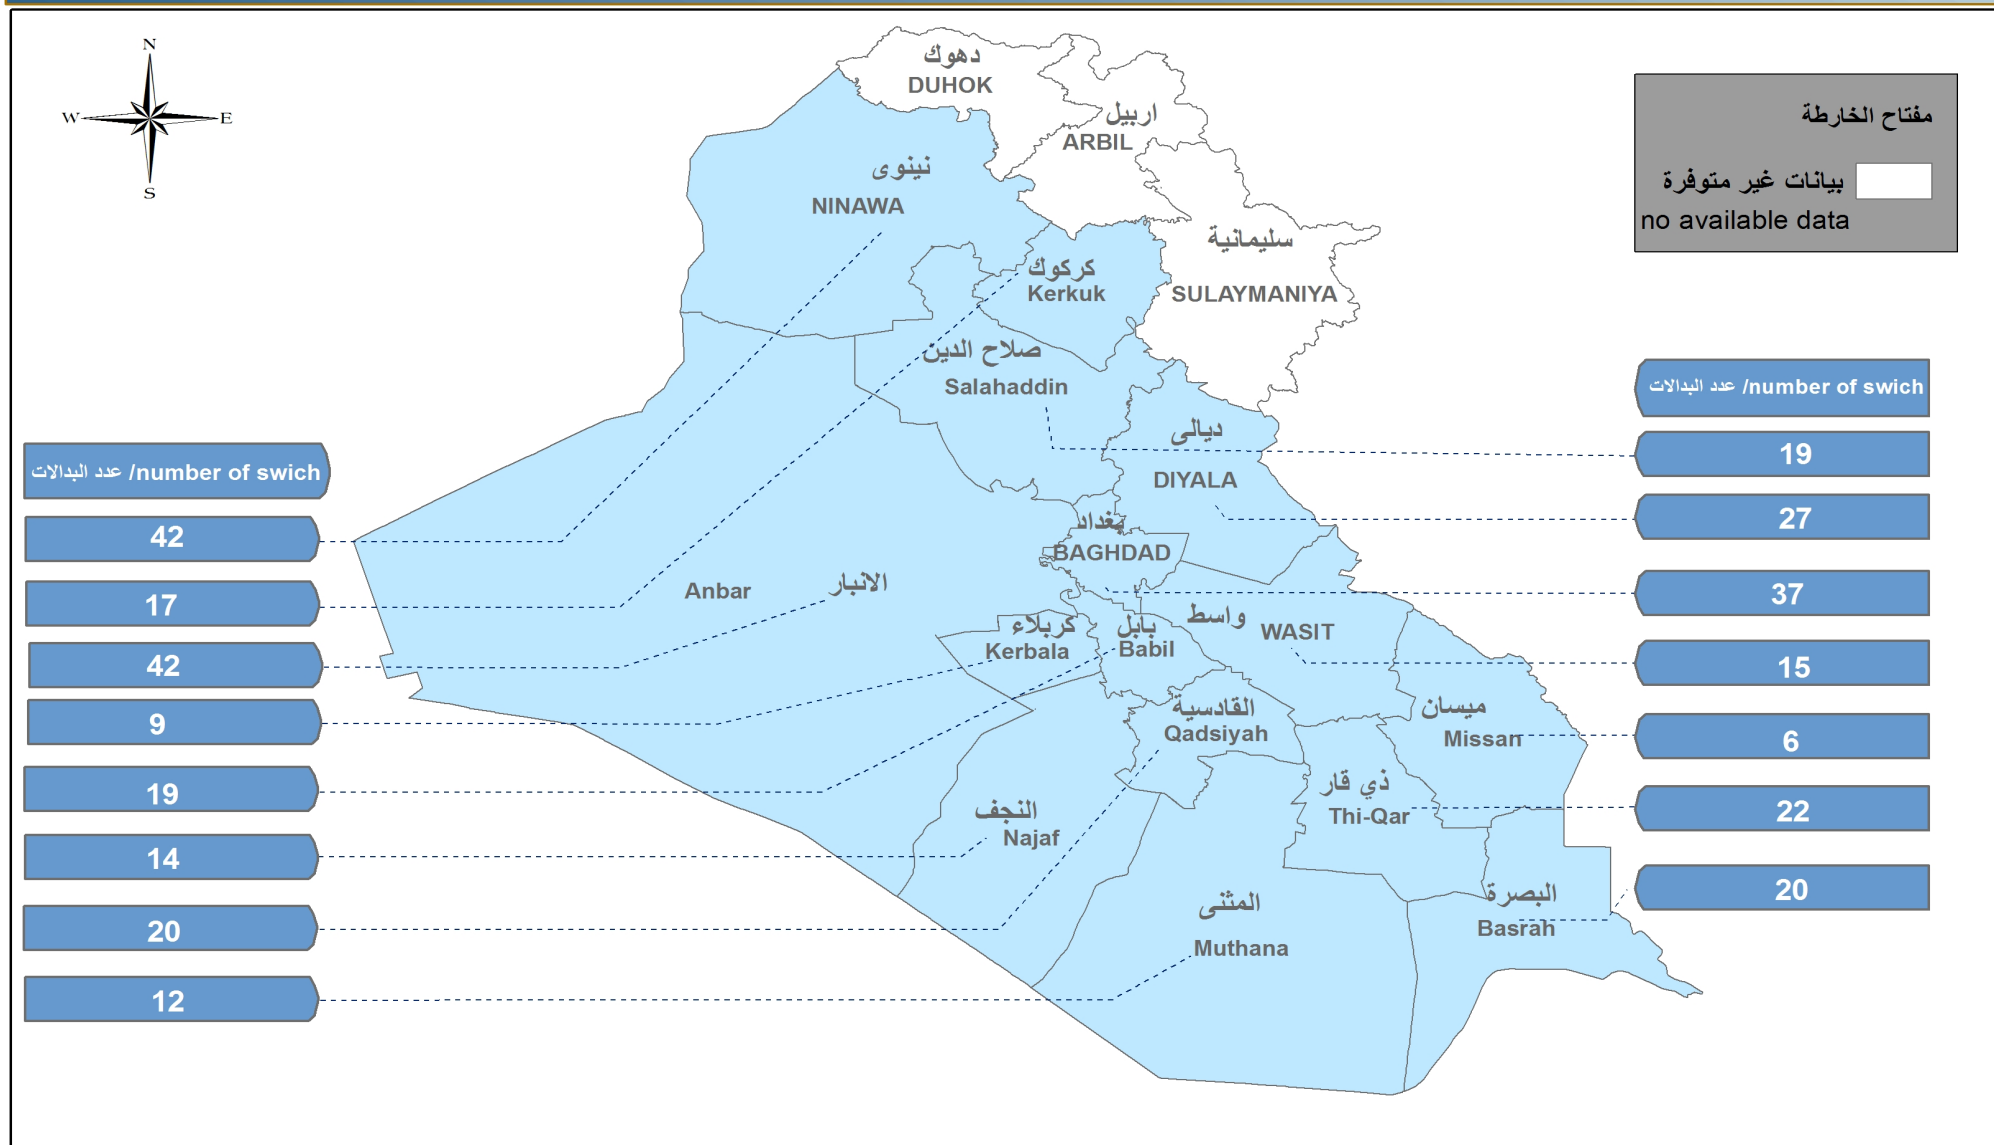 N
W
E
S
دهوك
DUHOK
اربيل
ARBIL
نينوى
NINAWA
سليمانية
SULAYMANIYA
كركوك
Kerkuk
صلاح الدين
Salahaddin
ديالى
DIYALA
بغداد
BAGHDAD
الانبار
Anbar
كربلاء
Kerbala
بابل
Babil
واسط
WASIT
القادسية
Qadsiyah
ميسان
Missan
ذي قار
Thi-Qar
النجف
Najaf
المثنى
Muthana
البصرة
Basrah
مفتاح الخارطة
بيانات غير متوفرة
no available data
عدد البدالات /number of swich
42
17
42
9
19
14
20
12
عدد البدالات /number of swich
19
27
37
15
6
22
20